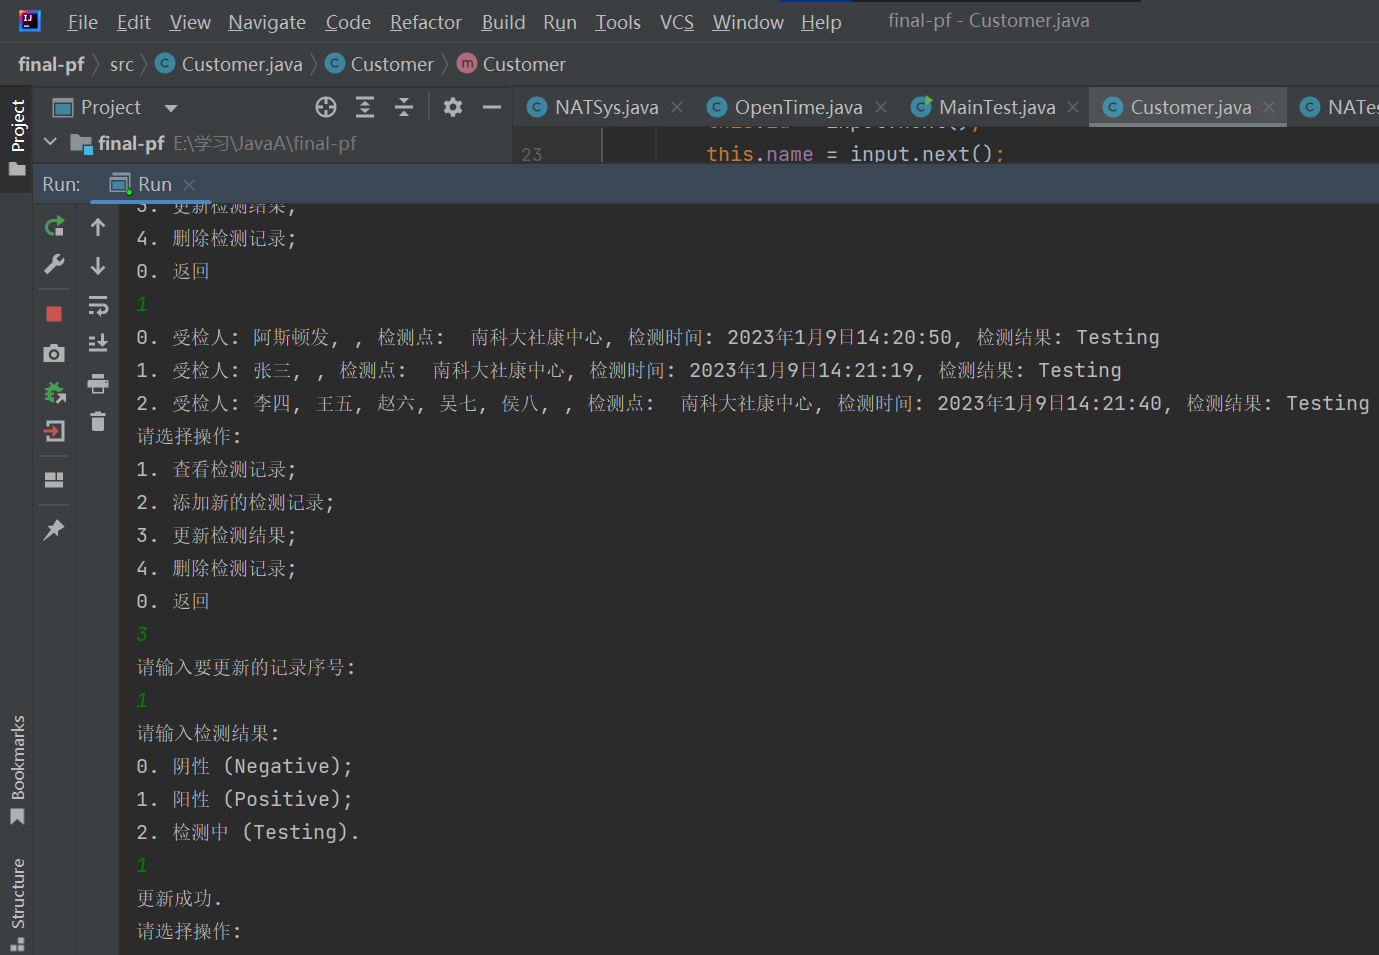 File Edit View Navigate Code Refactor Build Run Tools VCS Window Help final-pf - Customer.java
final-pf src Customer.java Customer Customer
Project
Project NATSys.java OpenTime.java MainTest.java Customer.java
final-pf E:\学习\JavaA\final-pf
23 this.name = input.next();
Run: Run
3. 更新检测结果;
4. 删除检测记录;
0. 返回
1
0. 受检人: 阿斯顿发, , 检测点: 南科大社康中心, 检测时间: 2023年1月9日14:20:50, 检测结果: Testing
1. 受检人: 张三, , 检测点: 南科大社康中心, 检测时间: 2023年1月9日14:21:19, 检测结果: Testing
2. 受检人: 李四, 王五, 赵六, 吴七, 侯八, , 检测点: 南科大社康中心, 检测时间: 2023年1月9日14:21:40, 检测结果: Testing
请选择操作:
1. 查看检测记录;
2. 添加新的检测记录;
3. 更新检测结果;
4. 删除检测记录;
0. 返回
3
请输入要更新的记录序号:
1
请输入检测结果:
0. 阴性 (Negative);
1. 阳性 (Positive);
2. 检测中 (Testing).
1
更新成功.
请选择操作:
Bookmarks
Structure